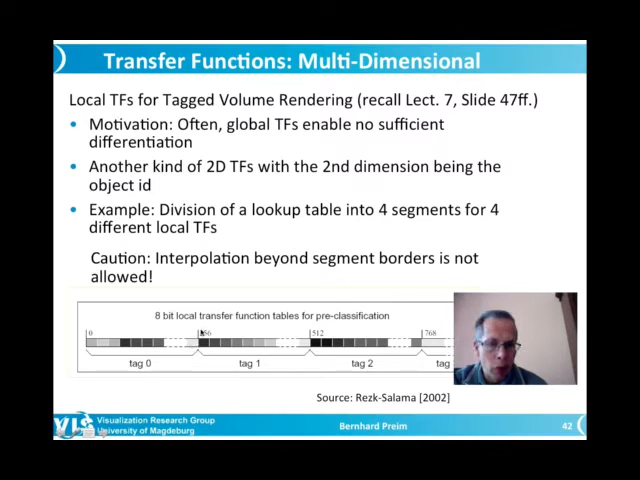 Transfer Functions: Multi-Dimensional
Local TFs for Tagged Volume Rendering (recall Lect. 7, Slide 47ff.)
• Motivation: Often, global TFs enable no sufficient
differentiation
• Another kind of 2D TFs with the 2nd dimension being the
object id
• Example: Division of a lookup table into 4 segments for 4
different local TFs
Caution: Interpolation beyond segment borders is not
allowed!
8 bit local transfer function tables for pre-classification
0 256 512 768
tag 0 tag 1 tag 2 tag
Source: Rezk-Salama [2002]
VIS Visualization Research Group
University of Magdeburg
Bernhard Preim
42